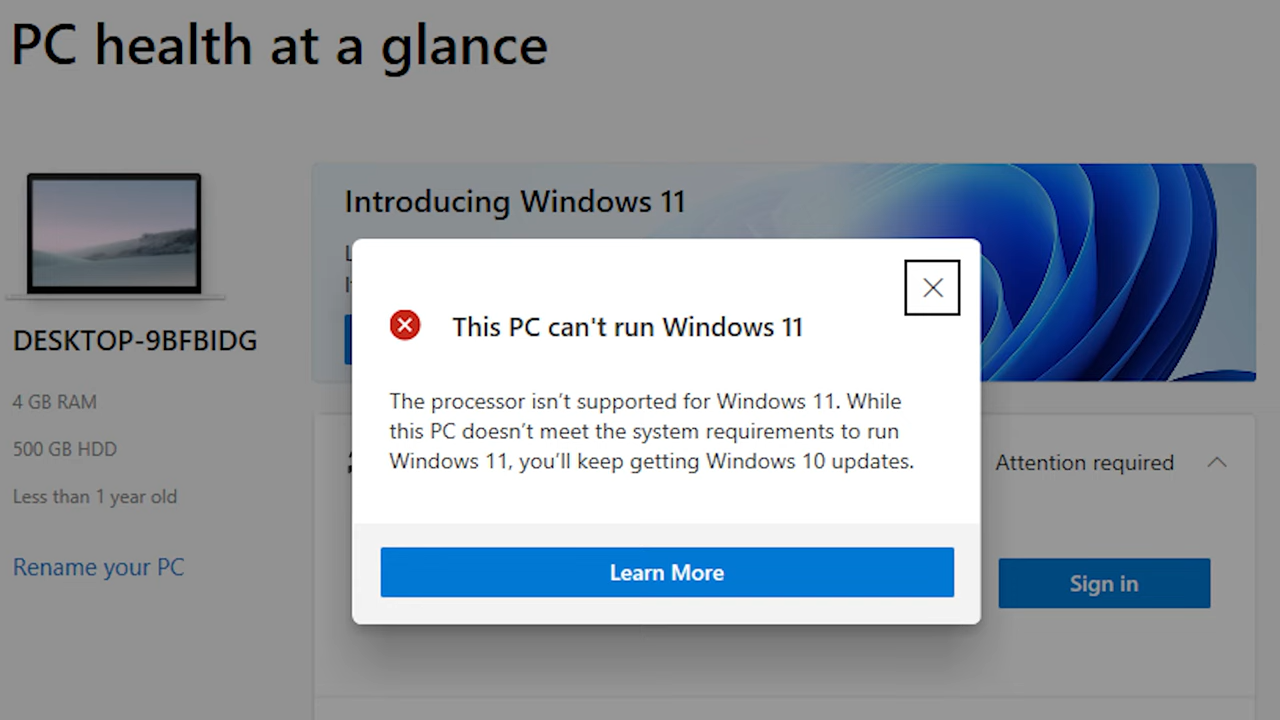 PC health at a glance
DESKTOP-9BFBIDG
4 GB RAM
500 GB HDD
Less than 1 year old
Rename your PC
Introducing Windows 11
This PC can't run Windows 11
The processor isn't supported for Windows 11. While
this PC doesn't meet the system requirements to run
Windows 11, you'll keep getting Windows 10 updates.
Learn More
Attention required
Sign in